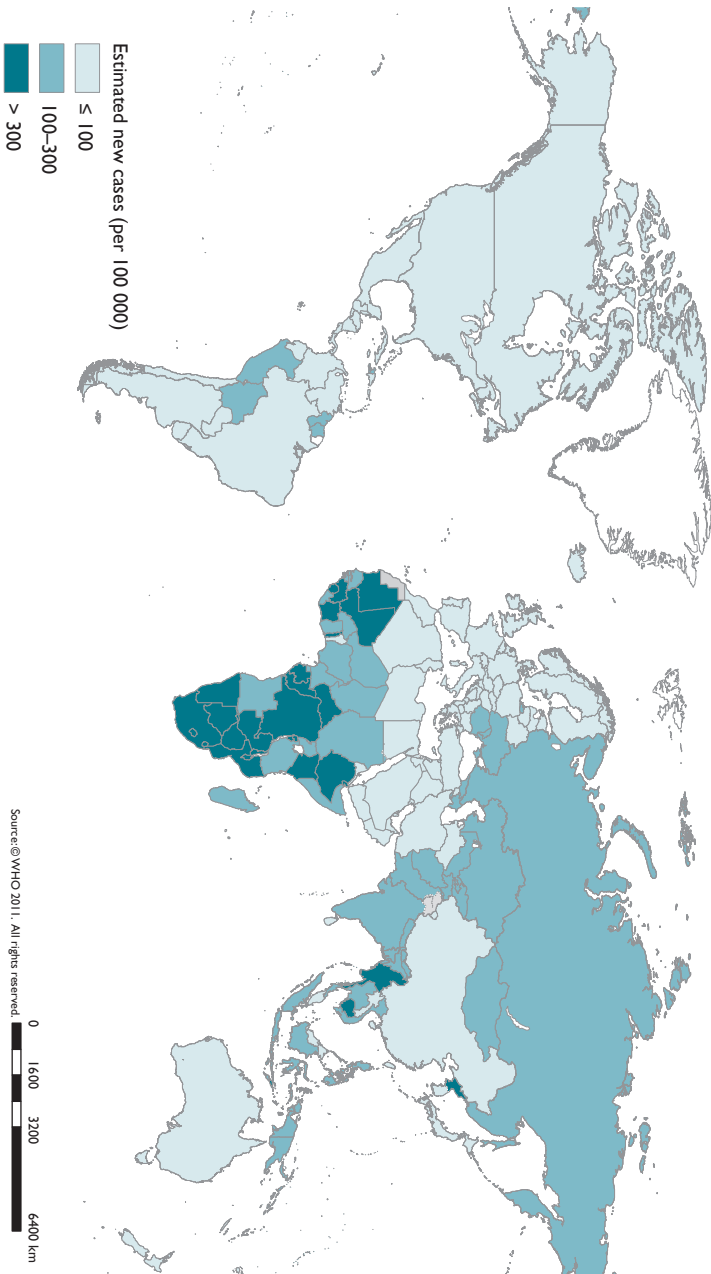 Estimated new cases (per 100 000)
≤ 100
100–300
> 300
Source:© WHO 2011. All rights reserved.
0 1600 3200 6400 km